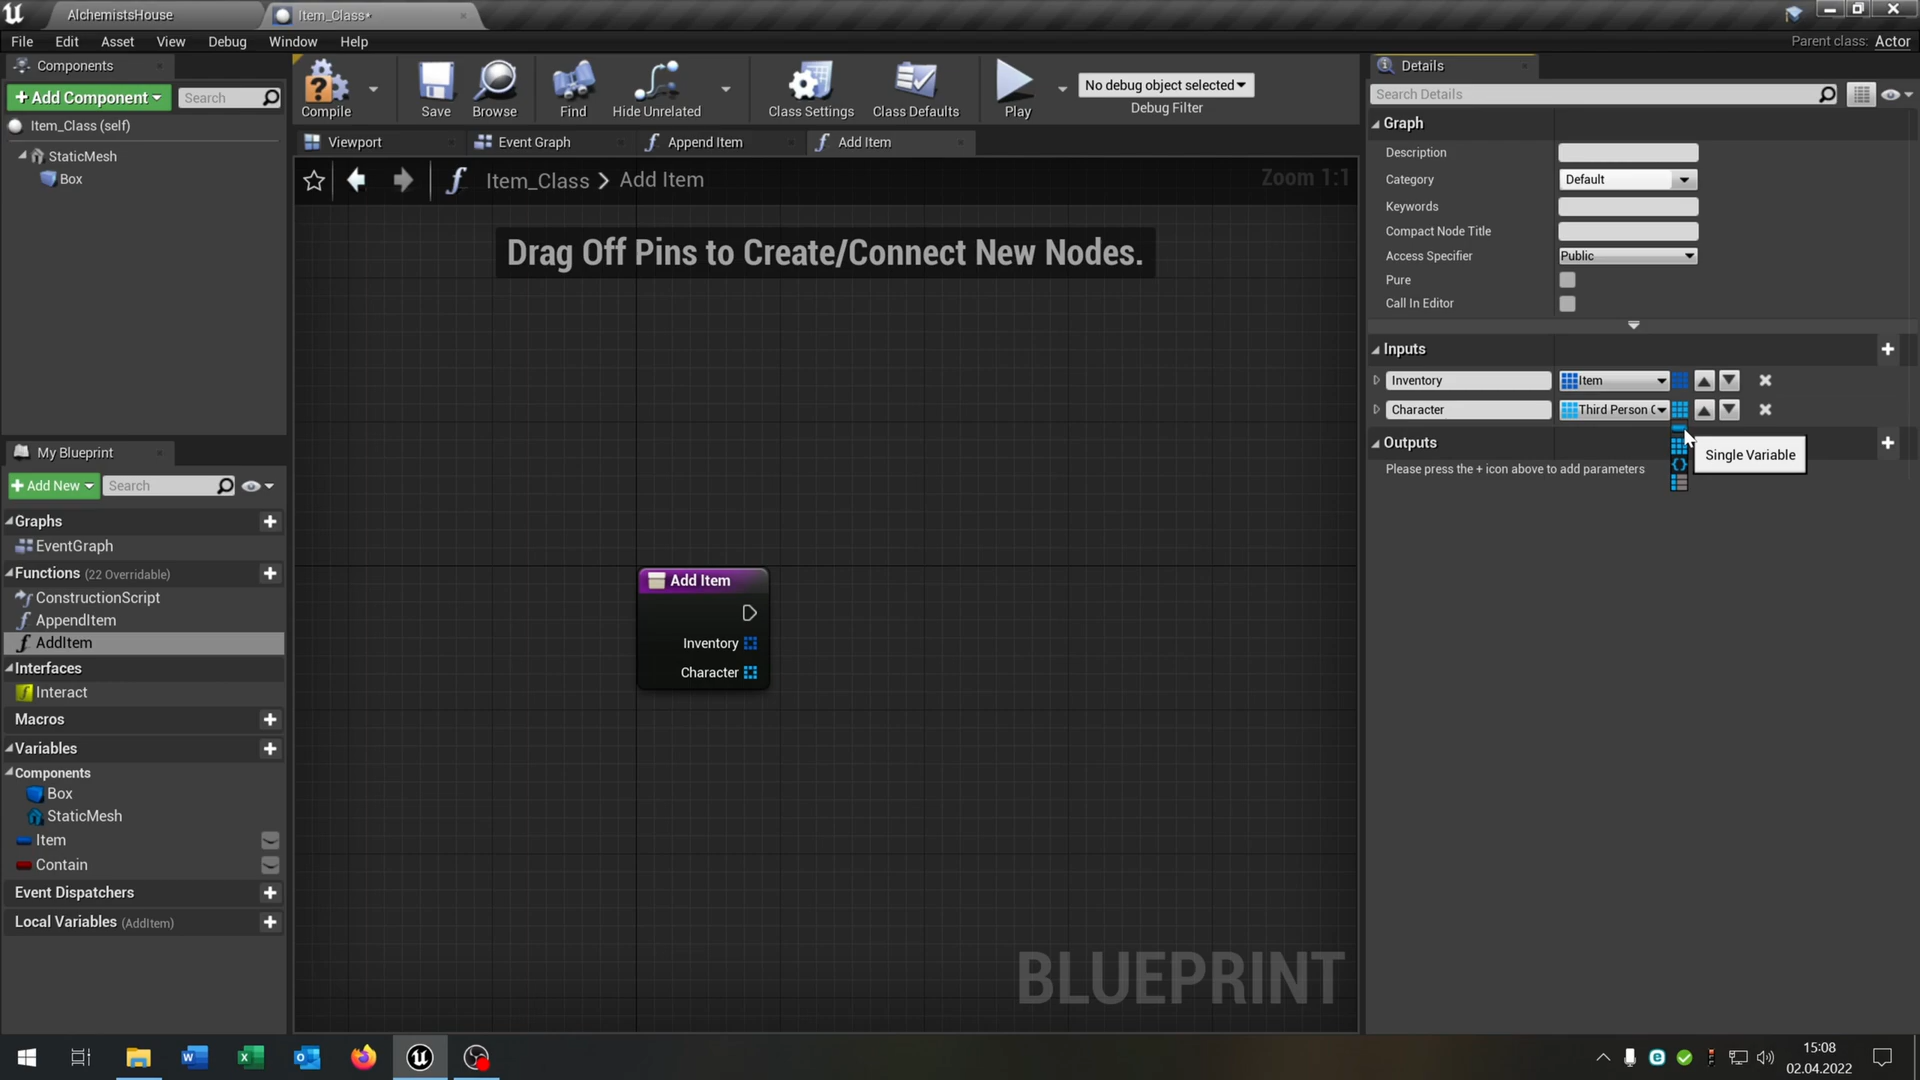 AlchemistsHouse
Item_Class*
File Edit Asset View Debug Window Help
Parent class: Actor
Components
+ Add Component
Search
Item_Class (self)
StaticMesh
Box
Compile
Save
Browse
Find
Hide Unrelated
Class Settings
Class Defaults
Play
No debug object selected
Debug Filter
Viewport
Event Graph
Append Item
Add Item
Item_Class > Add Item
Zoom 1:1
Drag Off Pins to Create/Connect New Nodes.
Add Item
Inventory
Character
BLUEPRINT
My Blueprint
+ Add New
Search
Graphs
EventGraph
Functions (22 Overridable)
ConstructionScript
AppendItem
AddItem
Interfaces
Interact
Macros
Variables
Components
Box
StaticMesh
Item
Contain
Event Dispatchers
Local Variables (AddItem)
Details
Search Details
Graph
Description
Category Default
Keywords
Compact Node Title
Access Specifier Public
Pure
Call In Editor
Inputs
Inventory Item
Character Third Person C
Outputs
Please press the + icon above to add parameters
Single Variable
15:08
02.04.2022